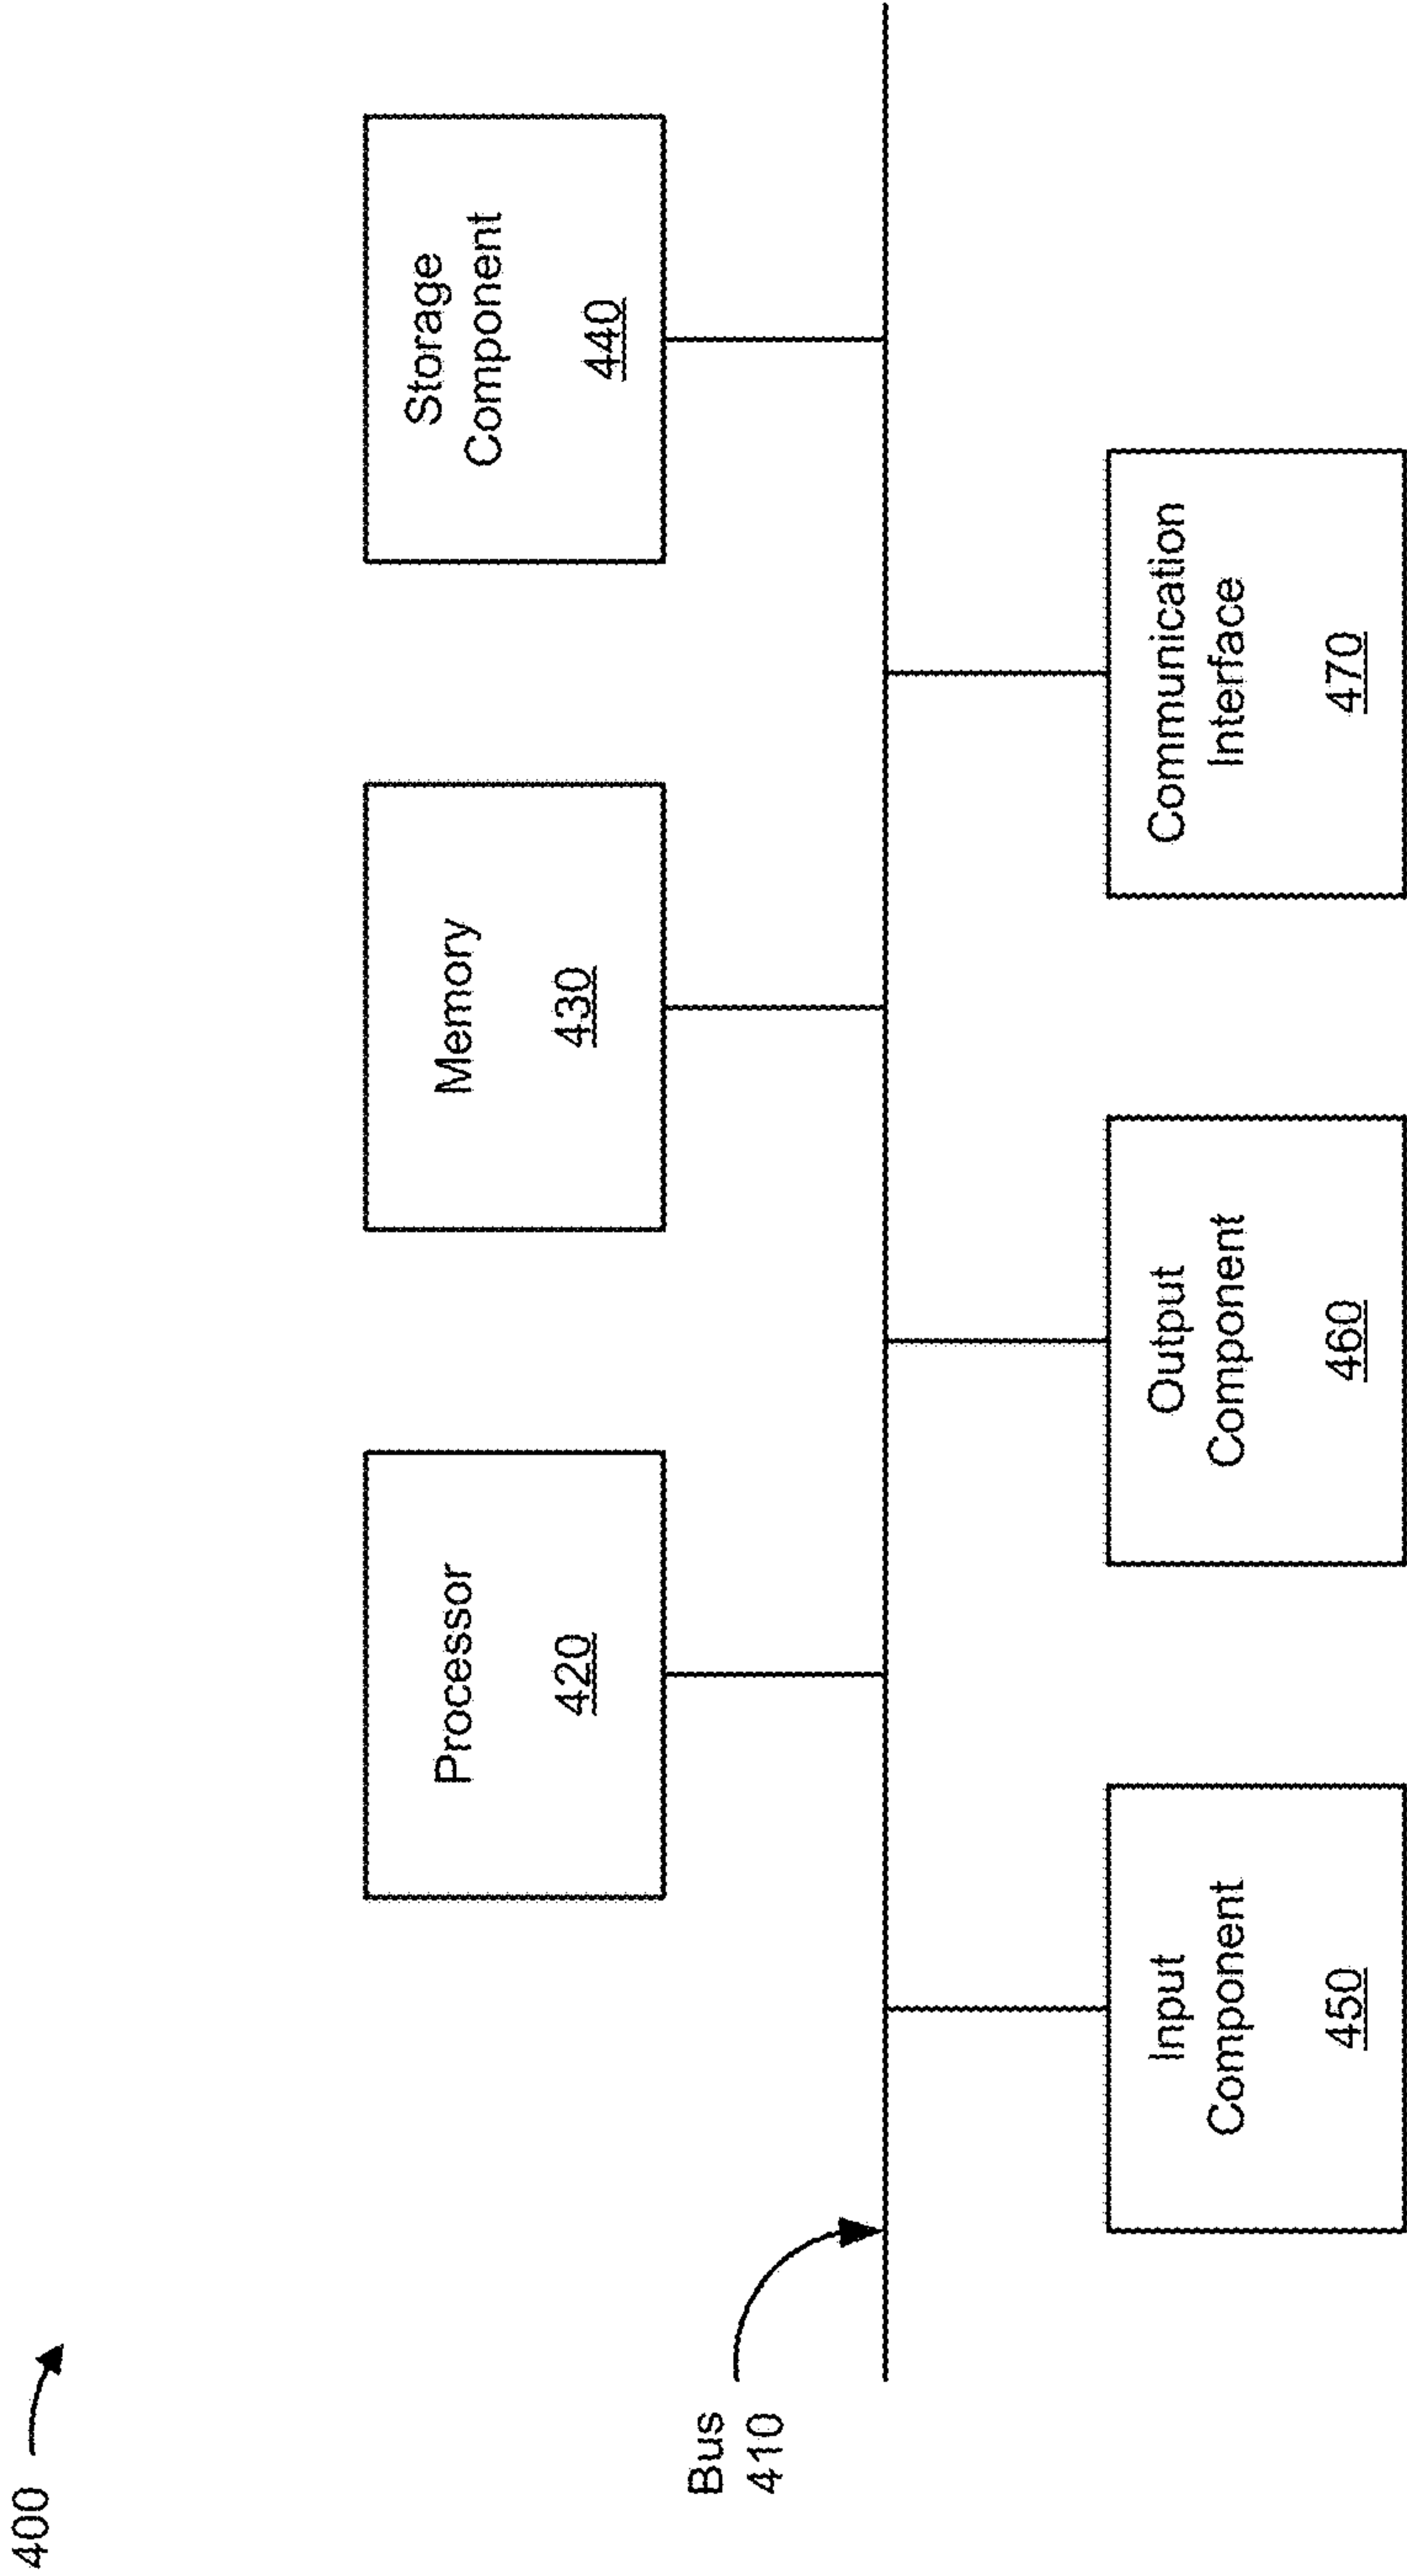 400
Processor
420
Memory
430
Storage
Component
440
Bus
410
Input
Component
450
Output
Component
460
Communication
Interface
470